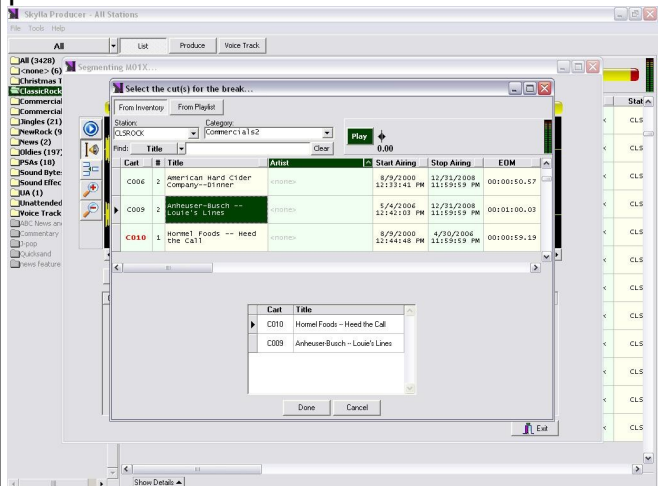 Skylla Producer - All Stations
File Tools Help
All
List
Produce
Voice Track
All (3428)
<none> (6)
Christmas T
ClassicRock
Commercial
Commercial
Jingles (21)
NewRock (9
News (2)
Oldies (197)
PSAs (18)
Sound Byte
Sound Effec
UA (1)
Unattended
Voice Track
ABC News an
Commentary
J-pop
Quicksand
news feature
Segmenting M01X...
Select the cut(s) for the break...
From Inventory
From Playlist
Station:
Category:
CLSROCK
Commercials2
Find:
Title
Clear
Play
0.00
Cart # Title Artist Start Airing Stop Airing EOM
C006 2 American Hard Cider Company--Dinner <none> 8/9/2000 12:33:41 PM 12/31/2008 11:59:59 PM 00:00:50.57
C009 2 Anheuser-Busch -- Louie's Lines <none> 5/4/2006 12:42:03 PM 12/31/2008 11:59:59 PM 00:01:00.03
C010 1 Hormel Foods -- Heed the Call <none> 8/9/2000 12:44:48 PM 4/30/2006 11:59:59 PM 00:00:59.19
Cart Title
C010 Hormel Foods -- Heed the Call
C009 Anheuser-Busch -- Louie's Lines
Done
Cancel
Exit
Stat
CLS
CLS
CLS
CLS
CLS
CLS
CLS
CLS
CLS
CLS
CLS
CLS
Show Details